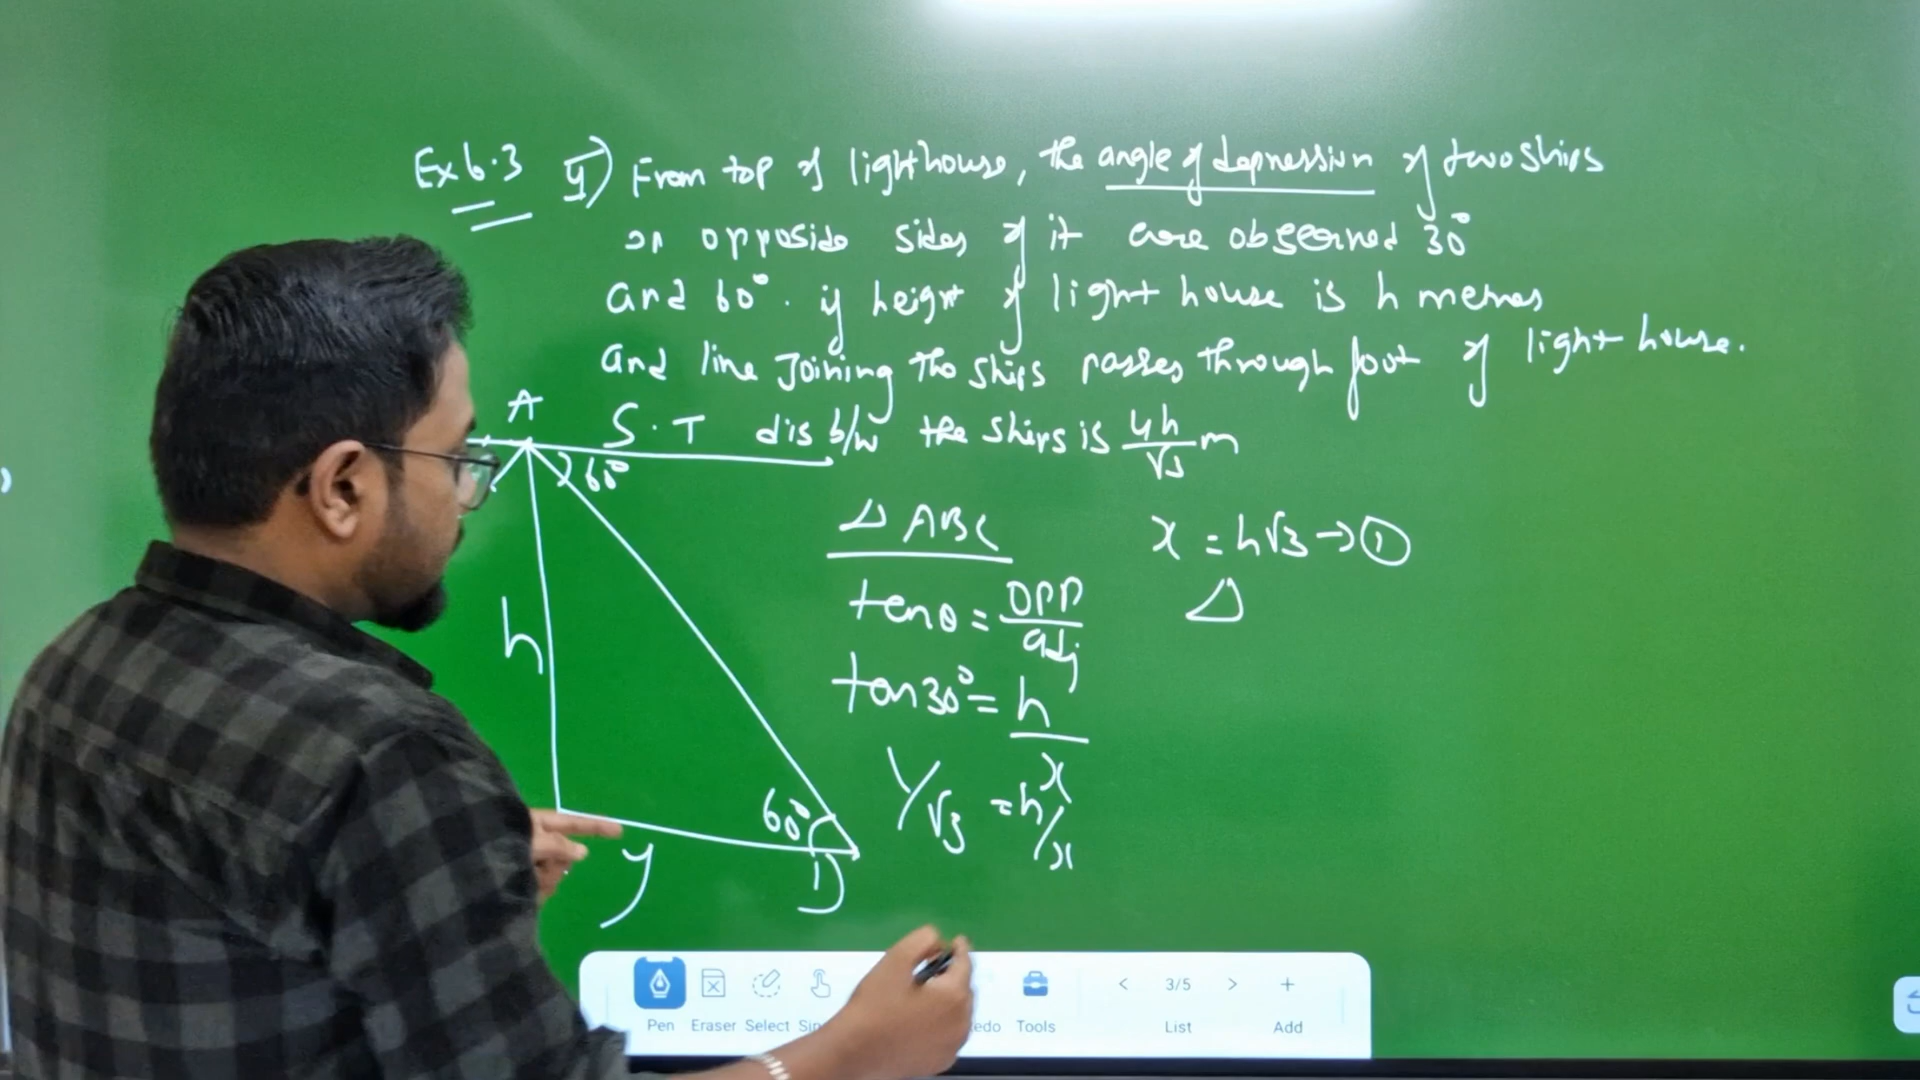 Ex 6.3 4) From top of lighthouse, the angle of depression of two ships
on opposide sides of it are observed 30°
and 60°. if height of light house is h metres
and line Joining the ships passes through foot of light house.
S.T dis b/w the ships is 4h/√3 m
A
60°
h
60°
y
D
△ ABC
tanθ = opp/adj
tan30° = h/x
1/√3 = h/x
x = h√3 → ①
△
Pen Eraser Select Tools < 3/5 > List + Add